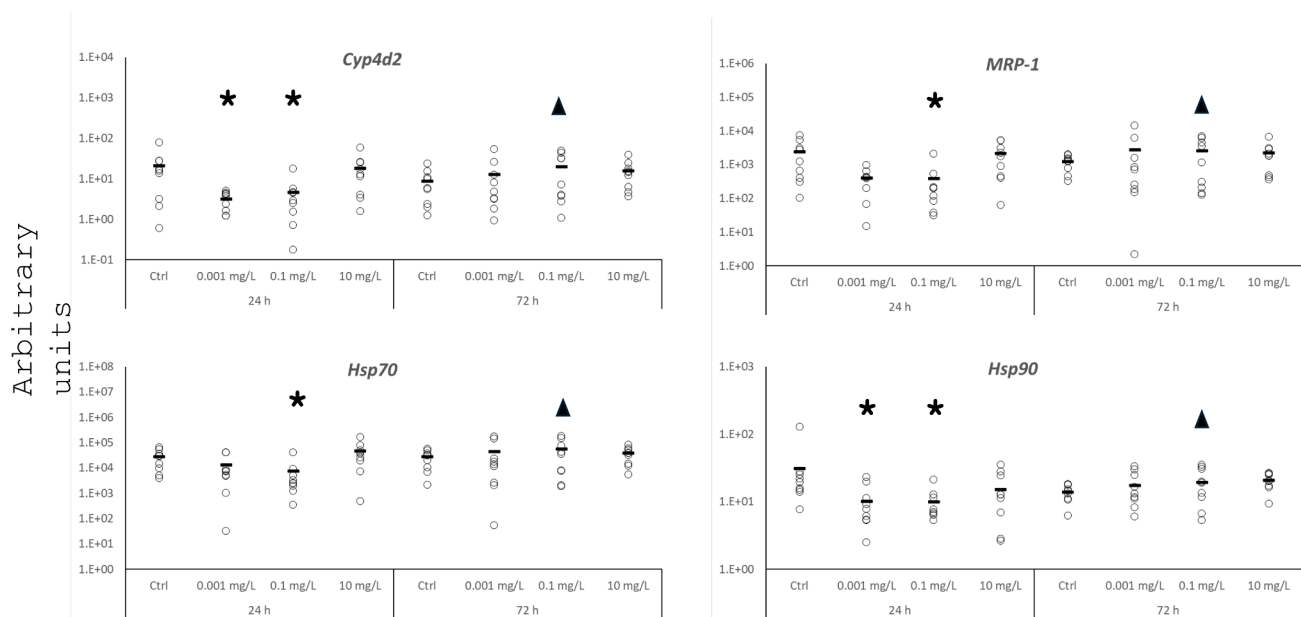 Arbitrary
units
Cyp4d2
1.E+04
1.E+03
1.E+02
1.E+01
1.E+00
1.E-01
Ctrl 0.001 mg/L 0.1 mg/L 10 mg/L Ctrl 0.001 mg/L 0.1 mg/L 10 mg/L
24 h 72 h
MRP-1
1.E+06
1.E+05
1.E+04
1.E+03
1.E+02
1.E+01
1.E+00
Ctrl 0.001 mg/L 0.1 mg/L 10 mg/L Ctrl 0.001 mg/L 0.1 mg/L 10 mg/L
24 h 72 h
Hsp70
1.E+08
1.E+07
1.E+06
1.E+05
1.E+04
1.E+03
1.E+02
1.E+01
1.E+00
Ctrl 0.001 mg/L 0.1 mg/L 10 mg/L Ctrl 0.001 mg/L 0.1 mg/L 10 mg/L
24 h 72 h
Hsp90
1.E+03
1.E+02
1.E+01
1.E+00
Ctrl 0.001 mg/L 0.1 mg/L 10 mg/L Ctrl 0.001 mg/L 0.1 mg/L 10 mg/L
24 h 72 h